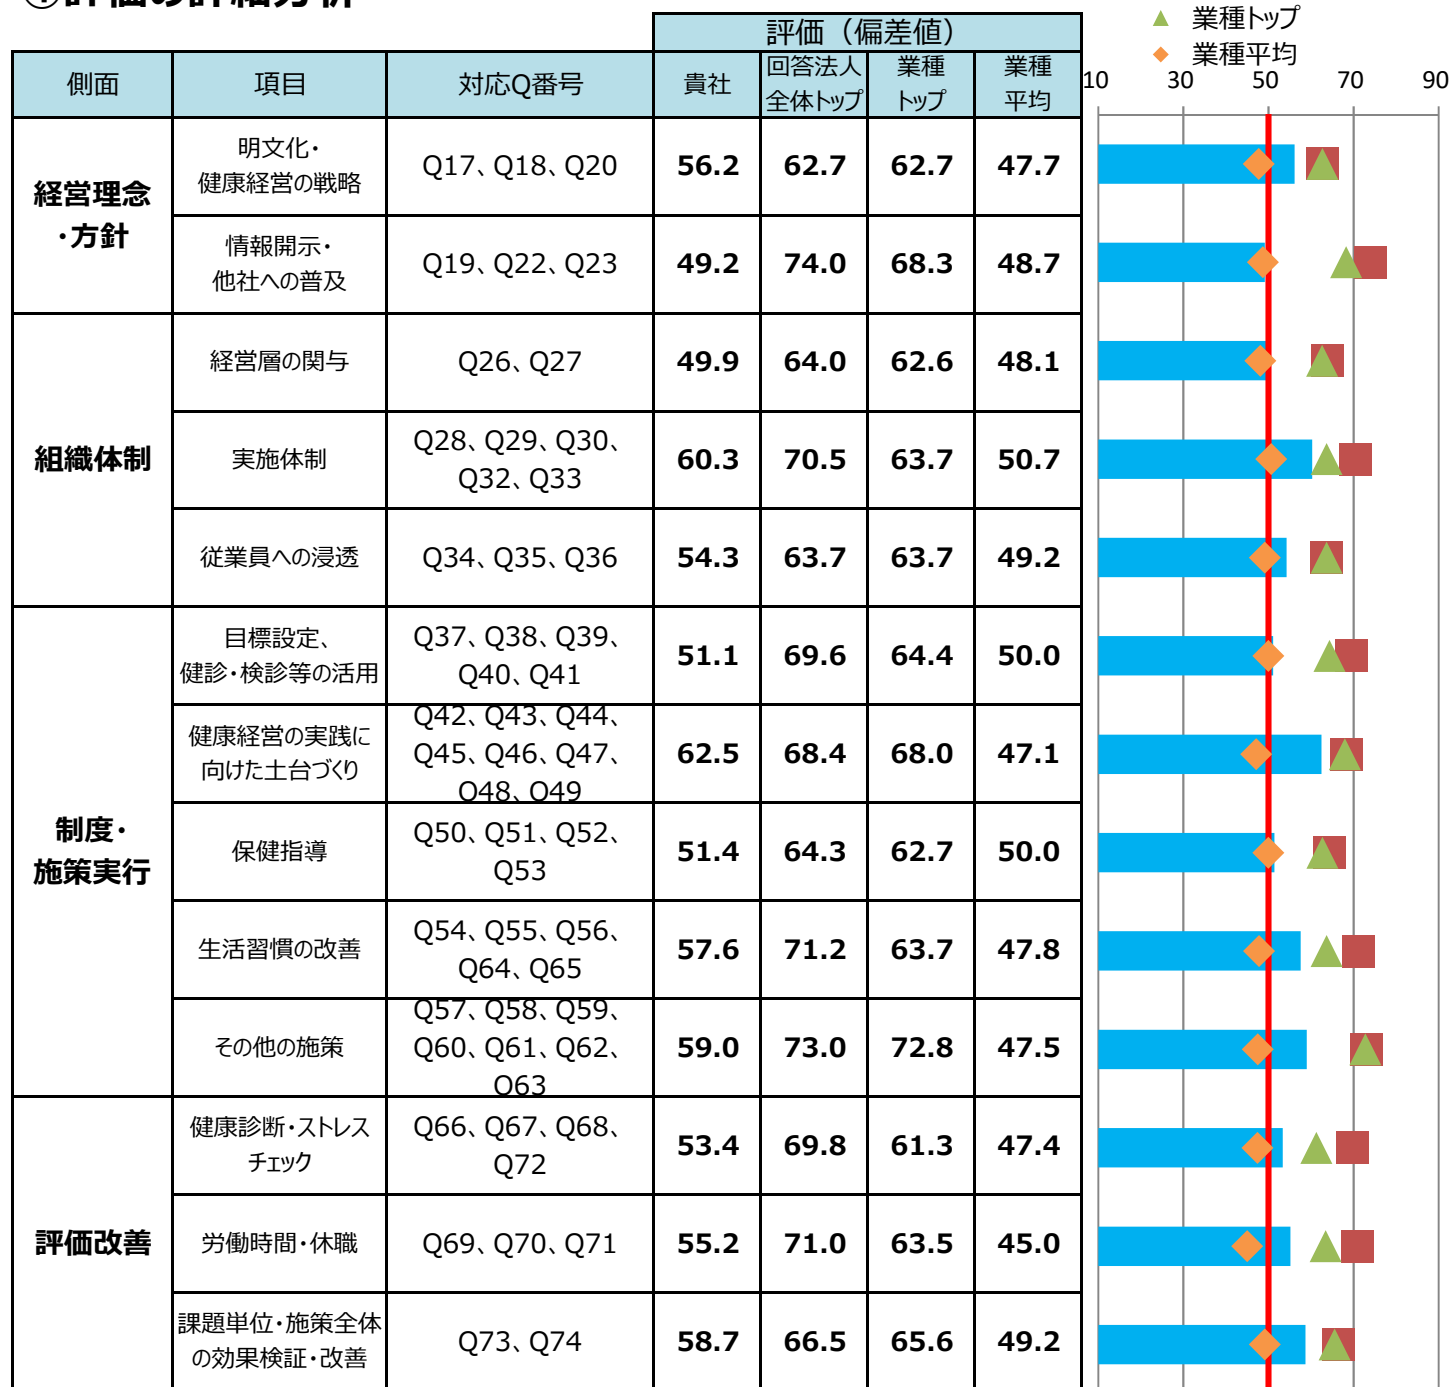 ①評価の詳細分析
▲ 業種トップ
◆ 業種平均
評価（偏差値）
側面 項目 対応Q番号 貴社 回答法人全体トップ 業種トップ 業種平均
10 30 50 70 90
経営理念
・方針
明文化・
健康経営の戦略
Q17、Q18、Q20
56.2 62.7 62.7 47.7
情報開示・
他社への普及
Q19、Q22、Q23
49.2 74.0 68.3 48.7
組織体制
経営層の関与
Q26、Q27
49.9 64.0 62.6 48.1
実施体制
Q28、Q29、Q30、
Q32、Q33
60.3 70.5 63.7 50.7
従業員への浸透
Q34、Q35、Q36
54.3 63.7 63.7 49.2
制度・
施策実行
目標設定、
健診・検診等の活用
Q37、Q38、Q39、
Q40、Q41
51.1 69.6 64.4 50.0
健康経営の実践に
向けた土台づくり
Q42、Q43、Q44、
Q45、Q46、Q47、
Q48、Q49
62.5 68.4 68.0 47.1
保健指導
Q50、Q51、Q52、
Q53
51.4 64.3 62.7 50.0
生活習慣の改善
Q54、Q55、Q56、
Q64、Q65
57.6 71.2 63.7 47.8
その他の施策
Q57、Q58、Q59、
Q60、Q61、Q62、
Q63
59.0 73.0 72.8 47.5
評価改善
健康診断・ストレス
チェック
Q66、Q67、Q68、
Q72
53.4 69.8 61.3 47.4
労働時間・休職
Q69、Q70、Q71
55.2 71.0 63.5 45.0
課題単位・施策全体
の効果検証・改善
Q73、Q74
58.7 66.5 65.6 49.2